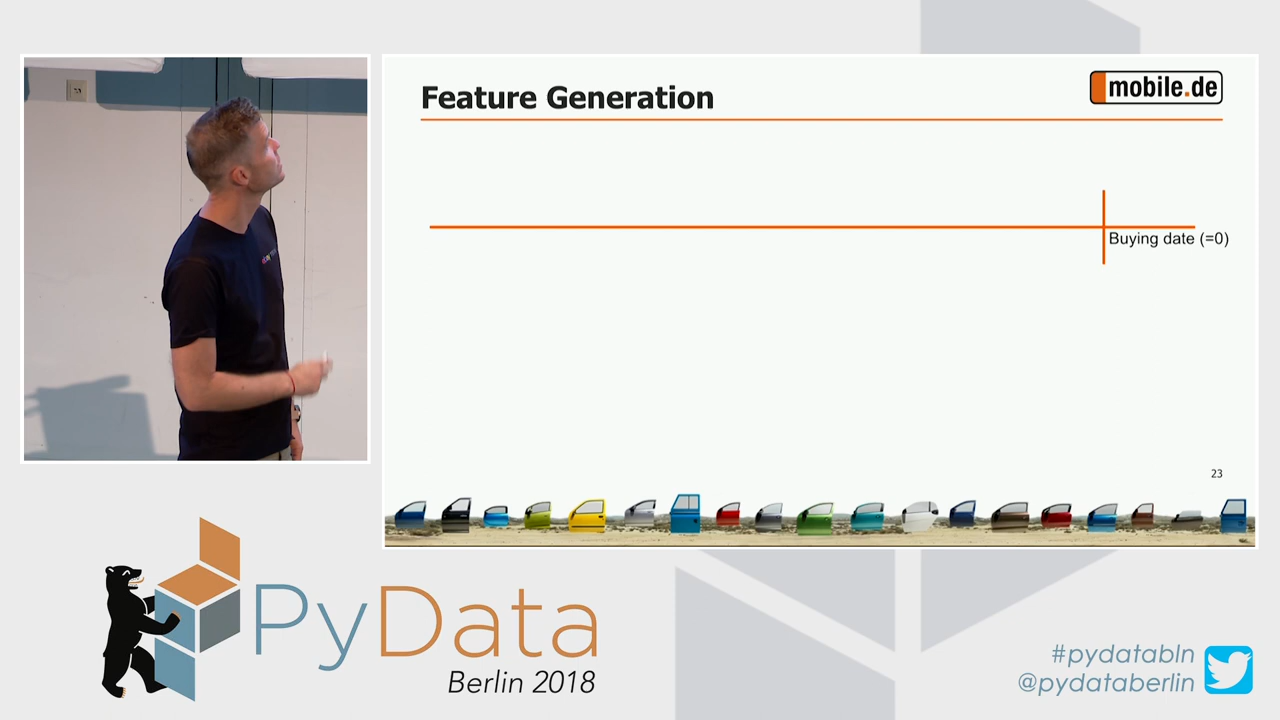 Feature Generation
mobile.de
Buying date (=0)
23
PyData
Berlin 2018
#pydatabln
@pydataberlin